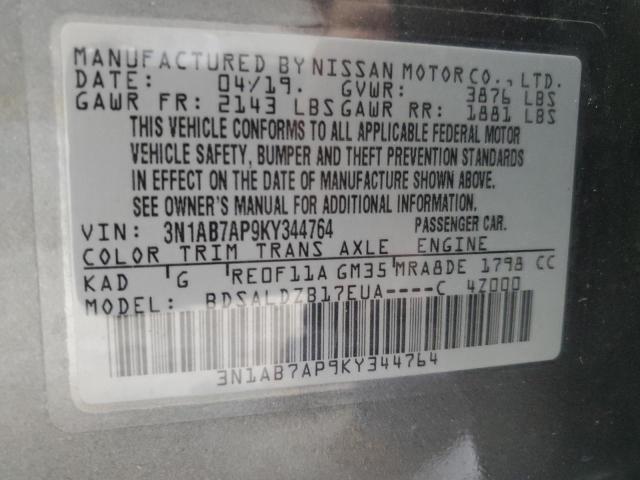 MANUFACTURED BY NISSAN MOTOR CO., LTD.
DATE: 04/19. GVWR: 3876 LBS
GAWR FR: 2143 LBS GAWR RR: 1881 LBS
THIS VEHICLE CONFORMS TO ALL APPLICABLE FEDERAL MOTOR
VEHICLE SAFETY, BUMPER AND THEFT PREVENTION STANDARDS
IN EFFECT ON THE DATE OF MANUFACTURE SHOWN ABOVE.
SEE OWNER'S MANUAL FOR ADDITIONAL INFORMATION.
VIN: 3N1AB7AP9KY344764 PASSENGER CAR.
COLOR TRIM TRANS AXLE ENGINE
KAD G RE0F11A GM35 MRA8DE 1798 CC
MODEL: BDSALDZB17EUA----C 4Z000
3N1AB7AP9KY344764